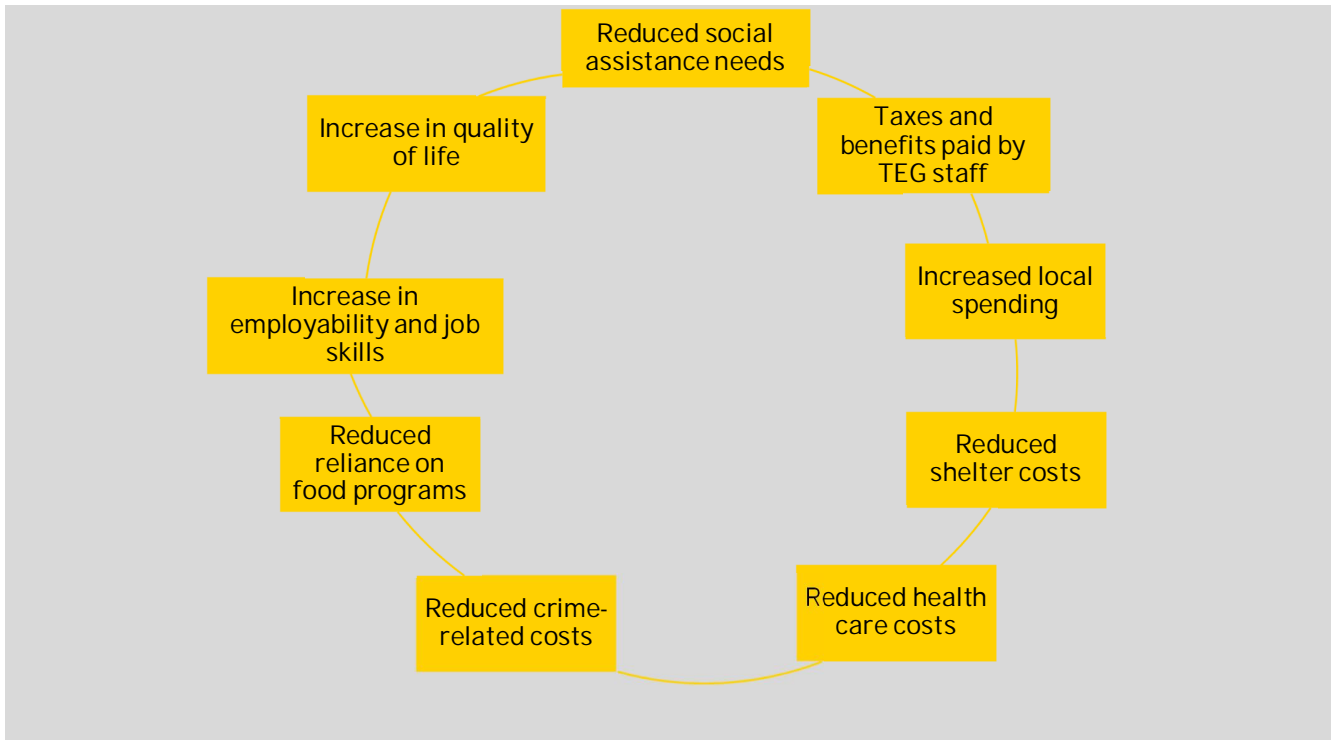 Reduced social
assistance needs
Taxes and
benefits paid by
TEG staff
Increased local
spending
Reduced
shelter costs
Reduced health
care costs
Reduced crime-
related costs
Reduced
reliance on
food programs
Increase in
employability and job
skills
Increase in quality
of life